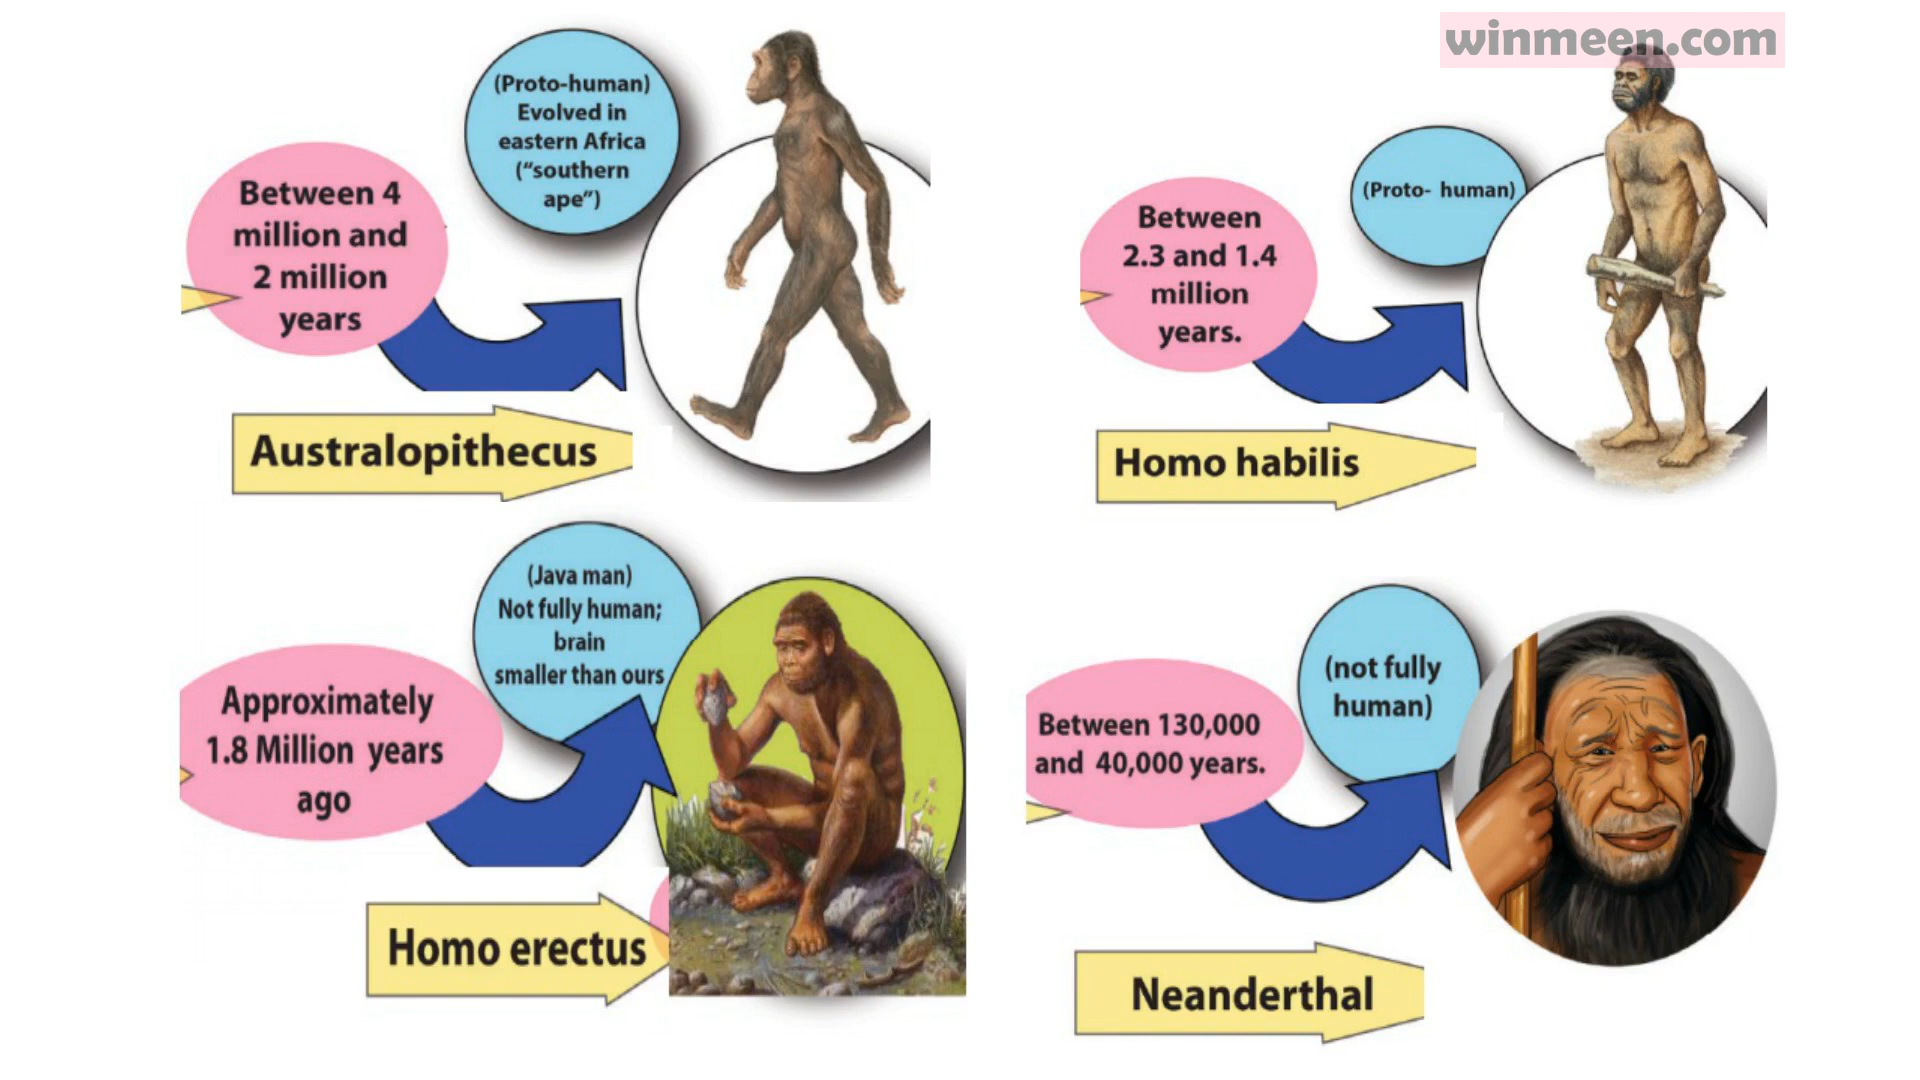 winmeen.com
(Proto-human)
Evolved in
eastern Africa
(“southern
ape”)
Between 4
million and
2 million
years
Australopithecus
(Proto- human)
Between
2.3 and 1.4
million
years.
Homo habilis
(Java man)
Not fully human;
brain
smaller than ours
Approximately
1.8 Million years
ago
Homo erectus
(not fully
human)
Between 130,000
and 40,000 years.
Neanderthal